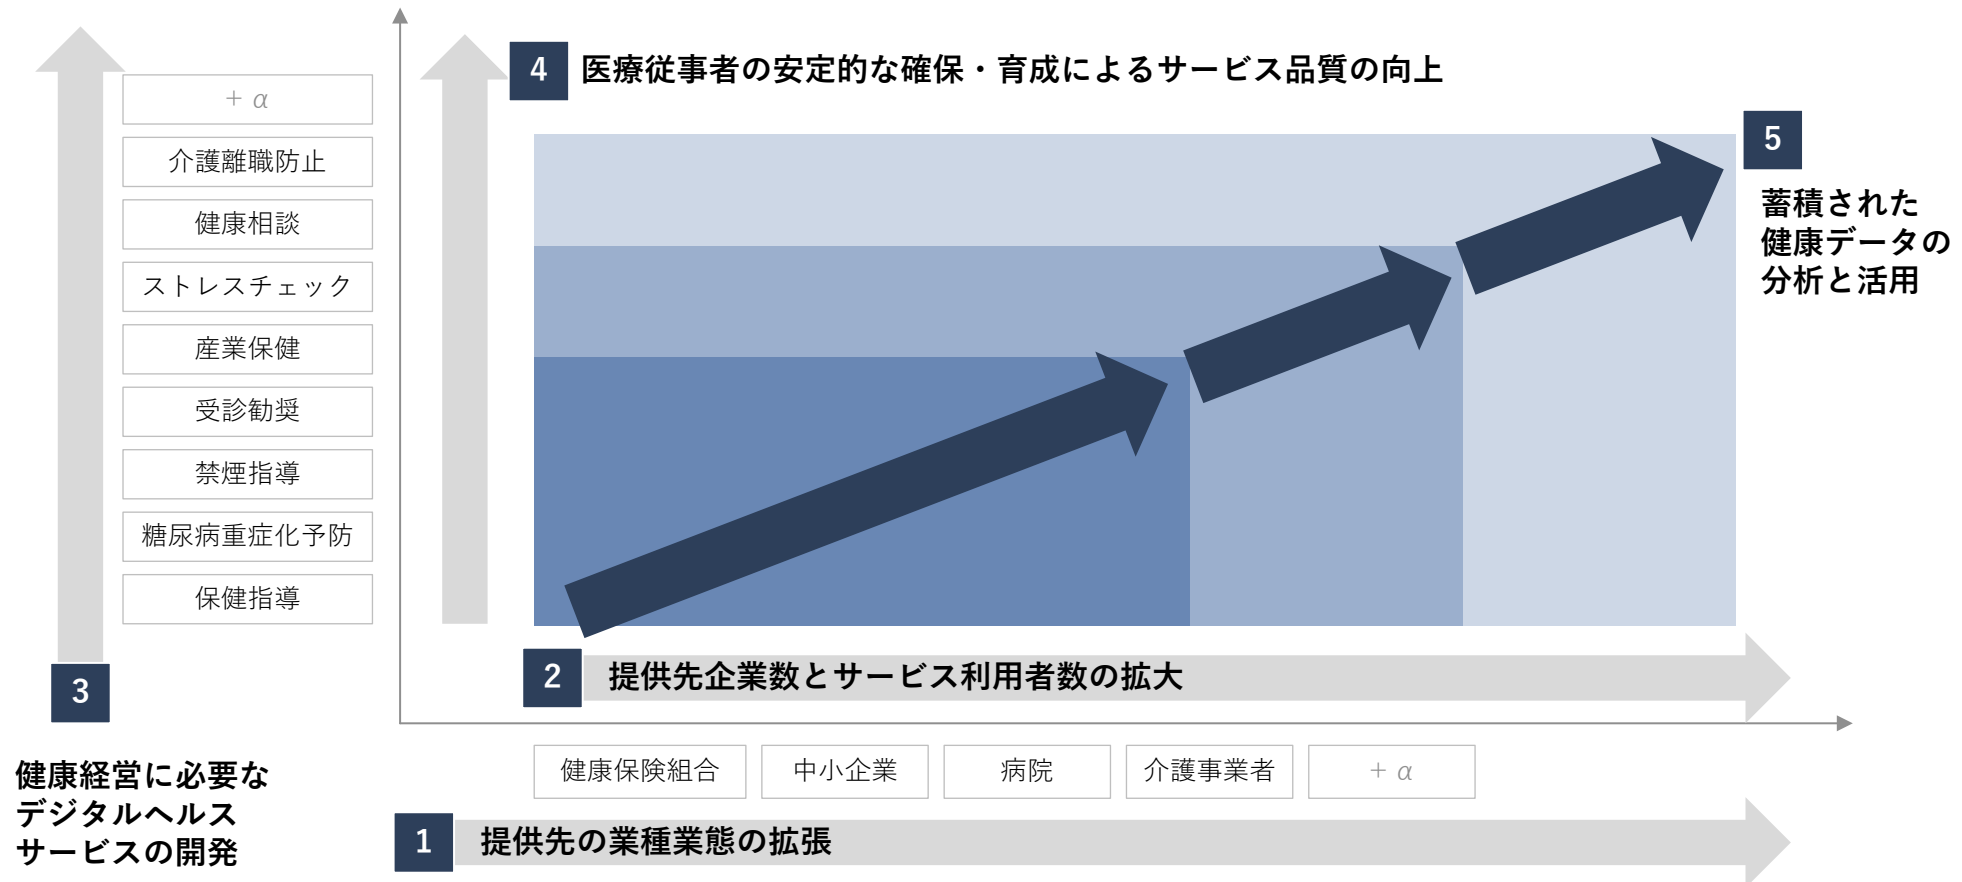 4 医療従事者の安定的な確保・育成によるサービス品質の向上
5
蓄積された
健康データの
分析と活用
+ α
介護離職防止
健康相談
ストレスチェック
産業保健
受診勧奨
禁煙指導
糖尿病重症化予防
保健指導
3
健康経営に必要な
デジタルヘルス
サービスの開発
2 提供先企業数とサービス利用者数の拡大
健康保険組合
中小企業
病院
介護事業者
+ α
1 提供先の業種業態の拡張